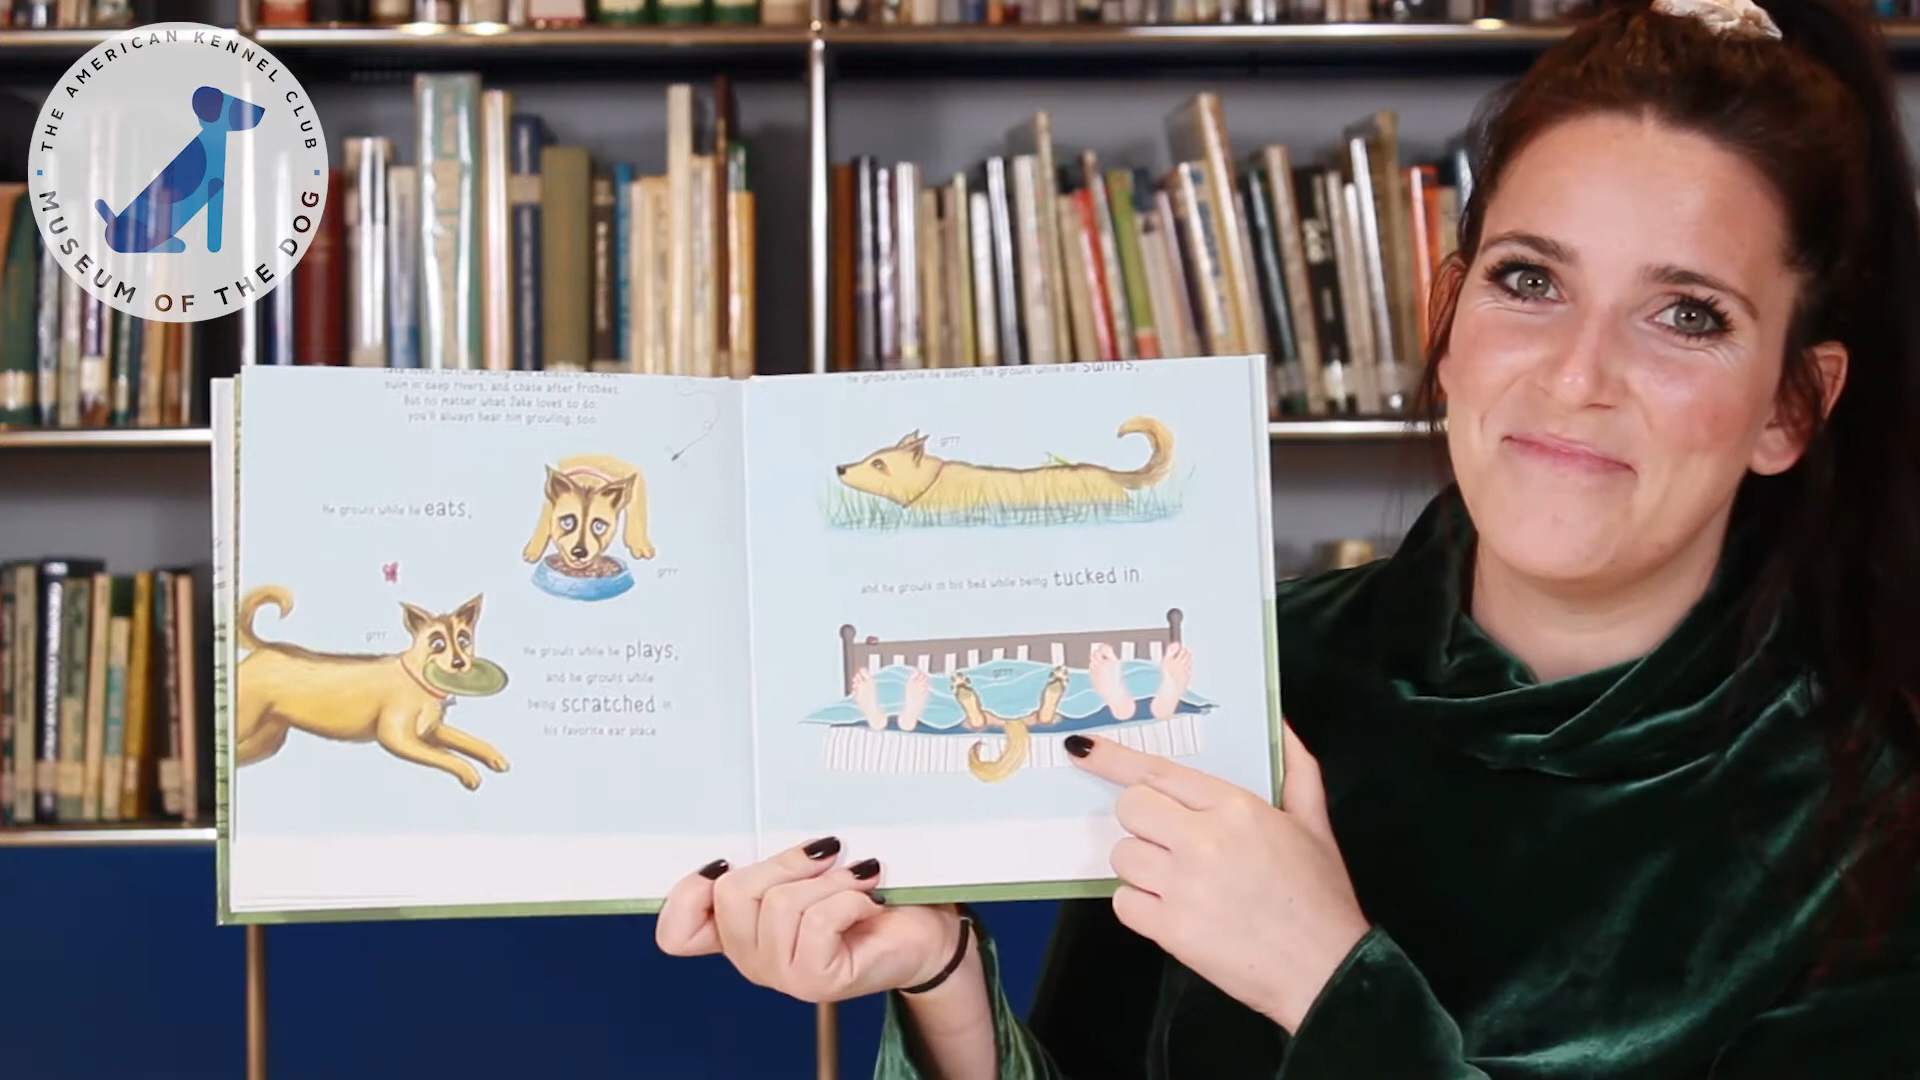 THE AMERICAN KENNEL CLUB
MUSEUM OF THE DOG
swim in deep rivers, and chase after Frisbees.
But no matter what Jake loves to do,
you'll always hear him growling, too.
He growls while he eats,
grrr
grrr
He growls while he plays,
and he growls while
being scratched in
his favorite ear place.
he growls while he sleeps, he growls while he swims,
grrr
and he growls in his bed while being tucked in.
grrr